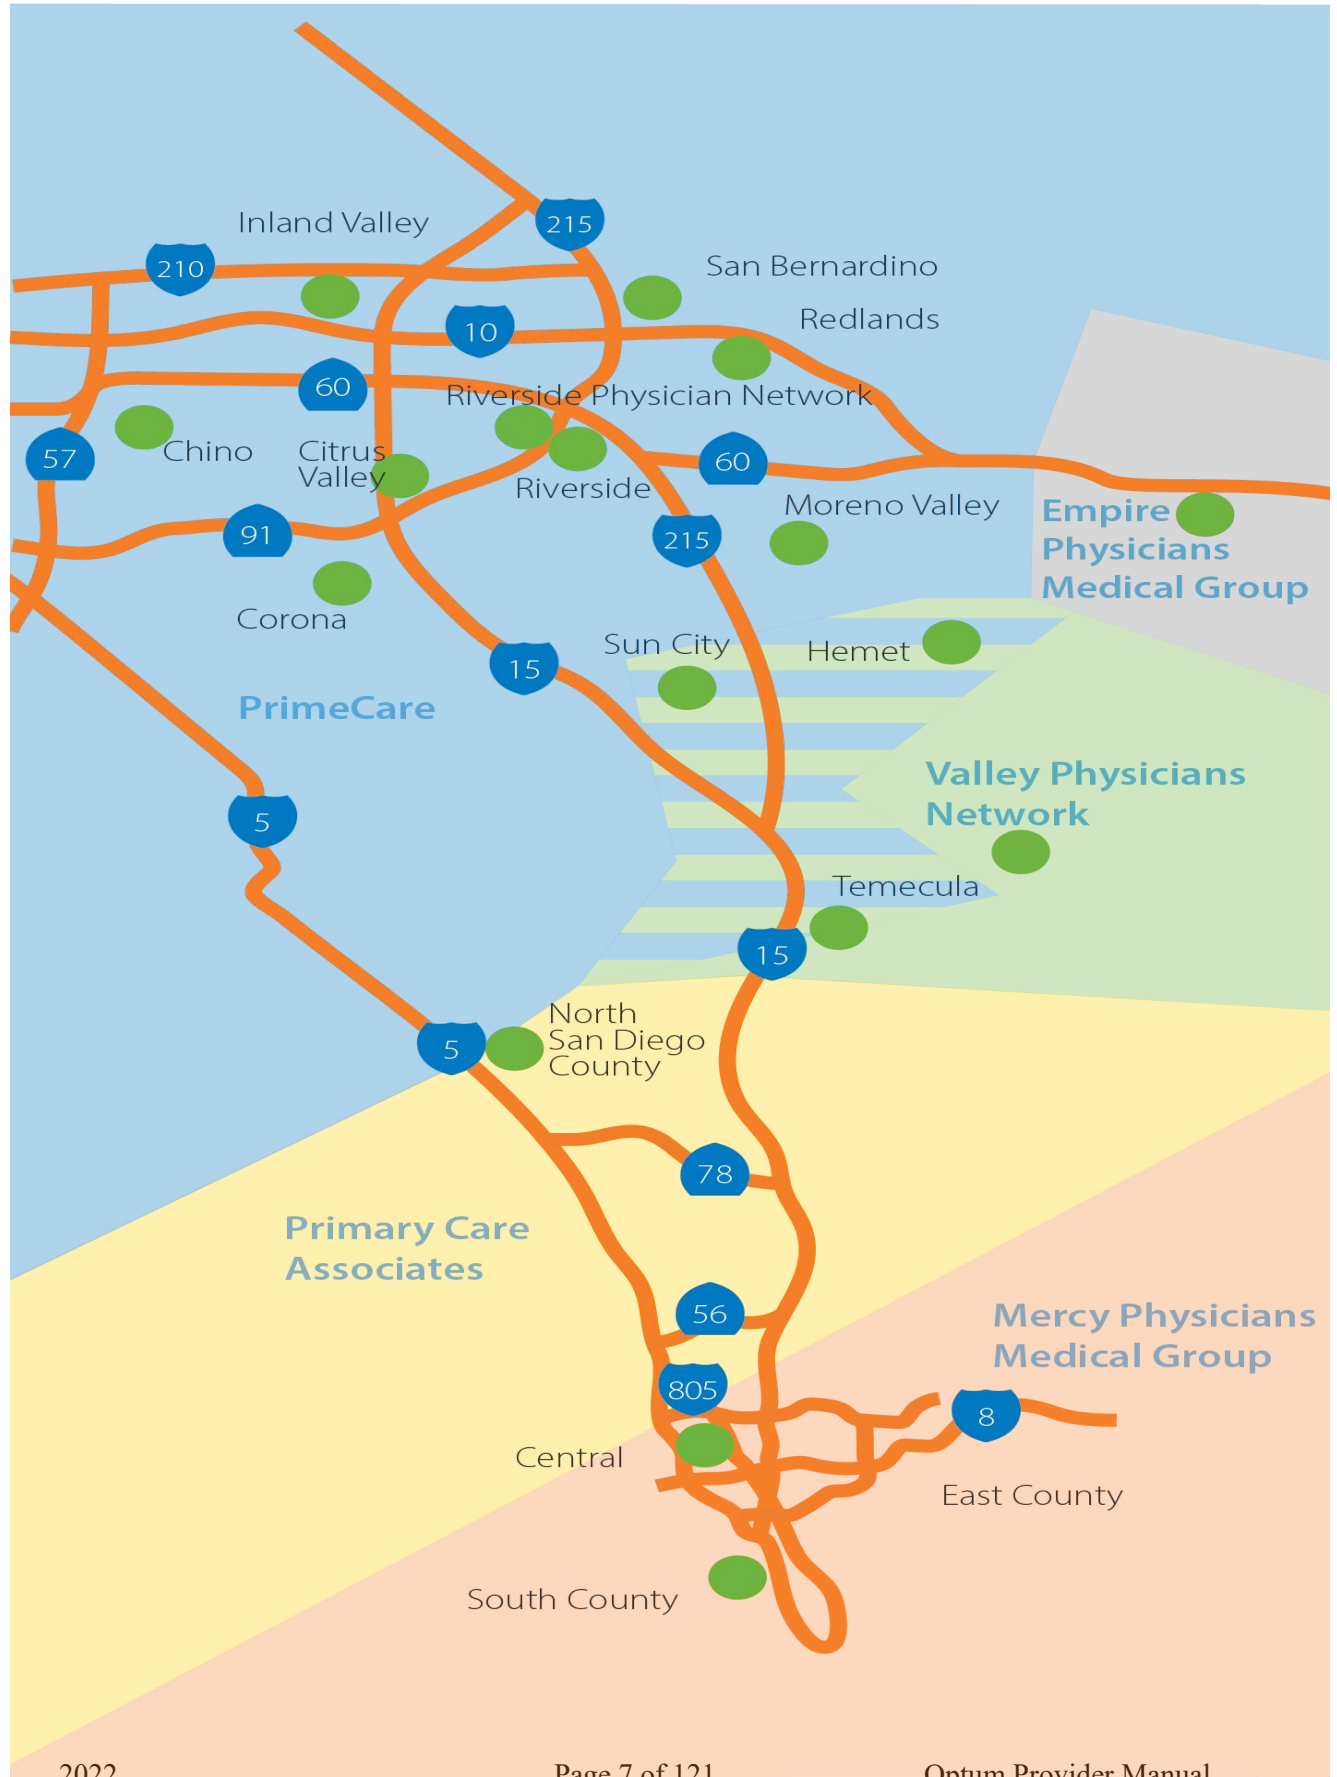 Inland Valley
215
210
San Bernardino
Redlands
10
60
Riverside Physician Network
57
Chino
Citrus
Valley
60
Riverside
Moreno Valley
91
215
Empire
Physicians
Medical Group
Corona
Sun City
Hemet
15
PrimeCare
Valley Physicians
Network
5
Temecula
15
North
San Diego
County
5
78
Primary Care
Associates
56
Mercy Physicians
Medical Group
805
8
Central
East County
South County
2022
Page 7 of 121
Optum Provider Manual